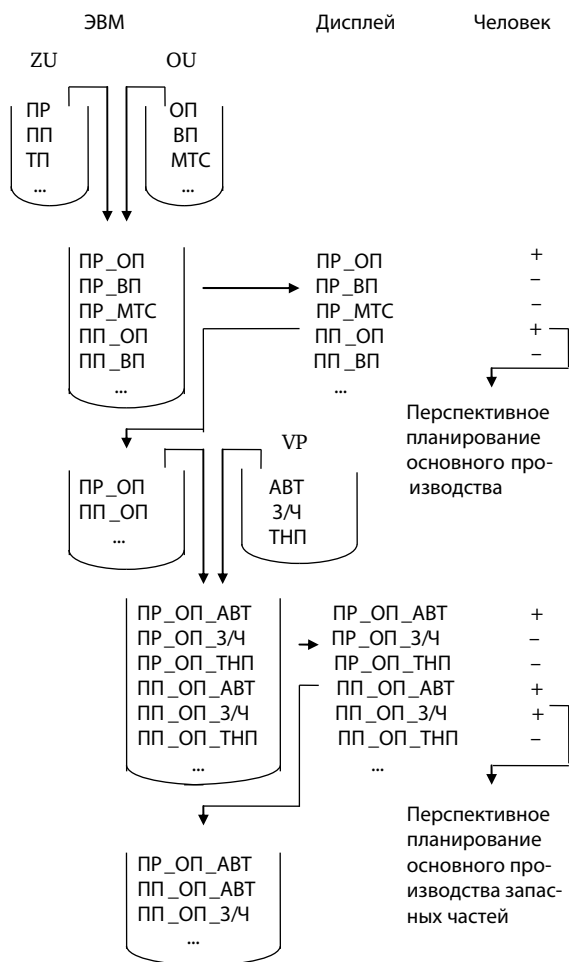 ЭВМ Дисплей Человек
ZU OU
ПР ОП
ПП ВП
ТП МТС
... ...
ПР_ОП ПР_ОП +
ПР_ВП ПР_ВП –
ПР_МТС ПР_МТС –
ПП_ОП ПП_ОП +
ПП_ВП ПП_ВП –
... ...
Перспективное
планирование
основного про-
изводства
VP
ПР_ОП АВТ
ПП_ОП З/Ч
... ТНП
ПР_ОП_АВТ ПР_ОП_АВТ +
ПР_ОП_З/Ч ПР_ОП_З/Ч –
ПР_ОП_ТНП ПР_ОП_ТНП –
ПП_ОП_АВТ ПП_ОП_АВТ +
ПП_ОП_З/Ч ПП_ОП_З/Ч +
ПП_ОП_ТНП ПП_ОП_ТНП –
... ...
Перспективное
планирование
основного про-
изводства запас-
ных частей
ПР_ОП_АВТ
ПП_ОП_АВТ
ПП_ОП_З/Ч
...